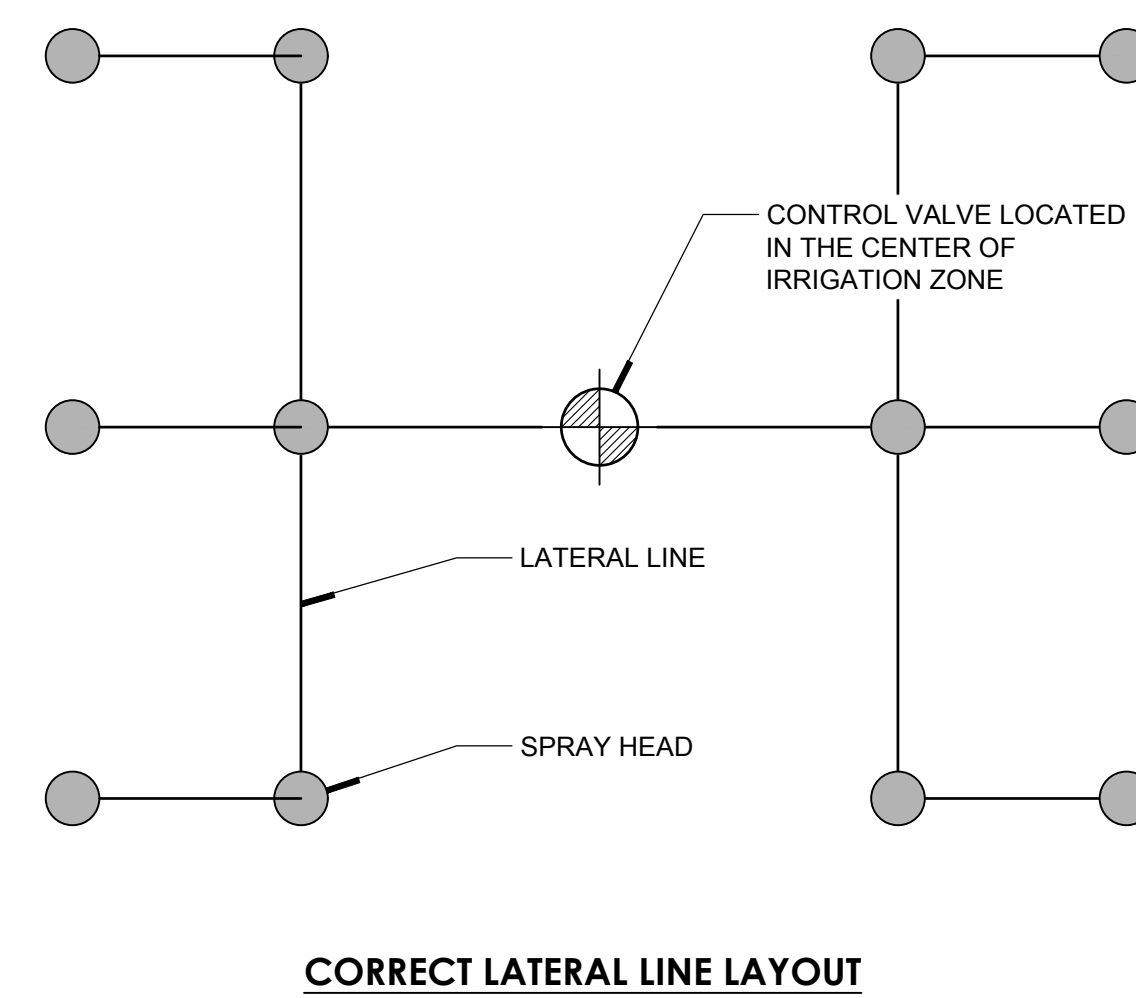 CONTROL VALVE LOCATED
IN THE CENTER OF
IRRIGATION ZONE
LATERAL LINE
SPRAY HEAD
CORRECT LATERAL LINE LAYOUT